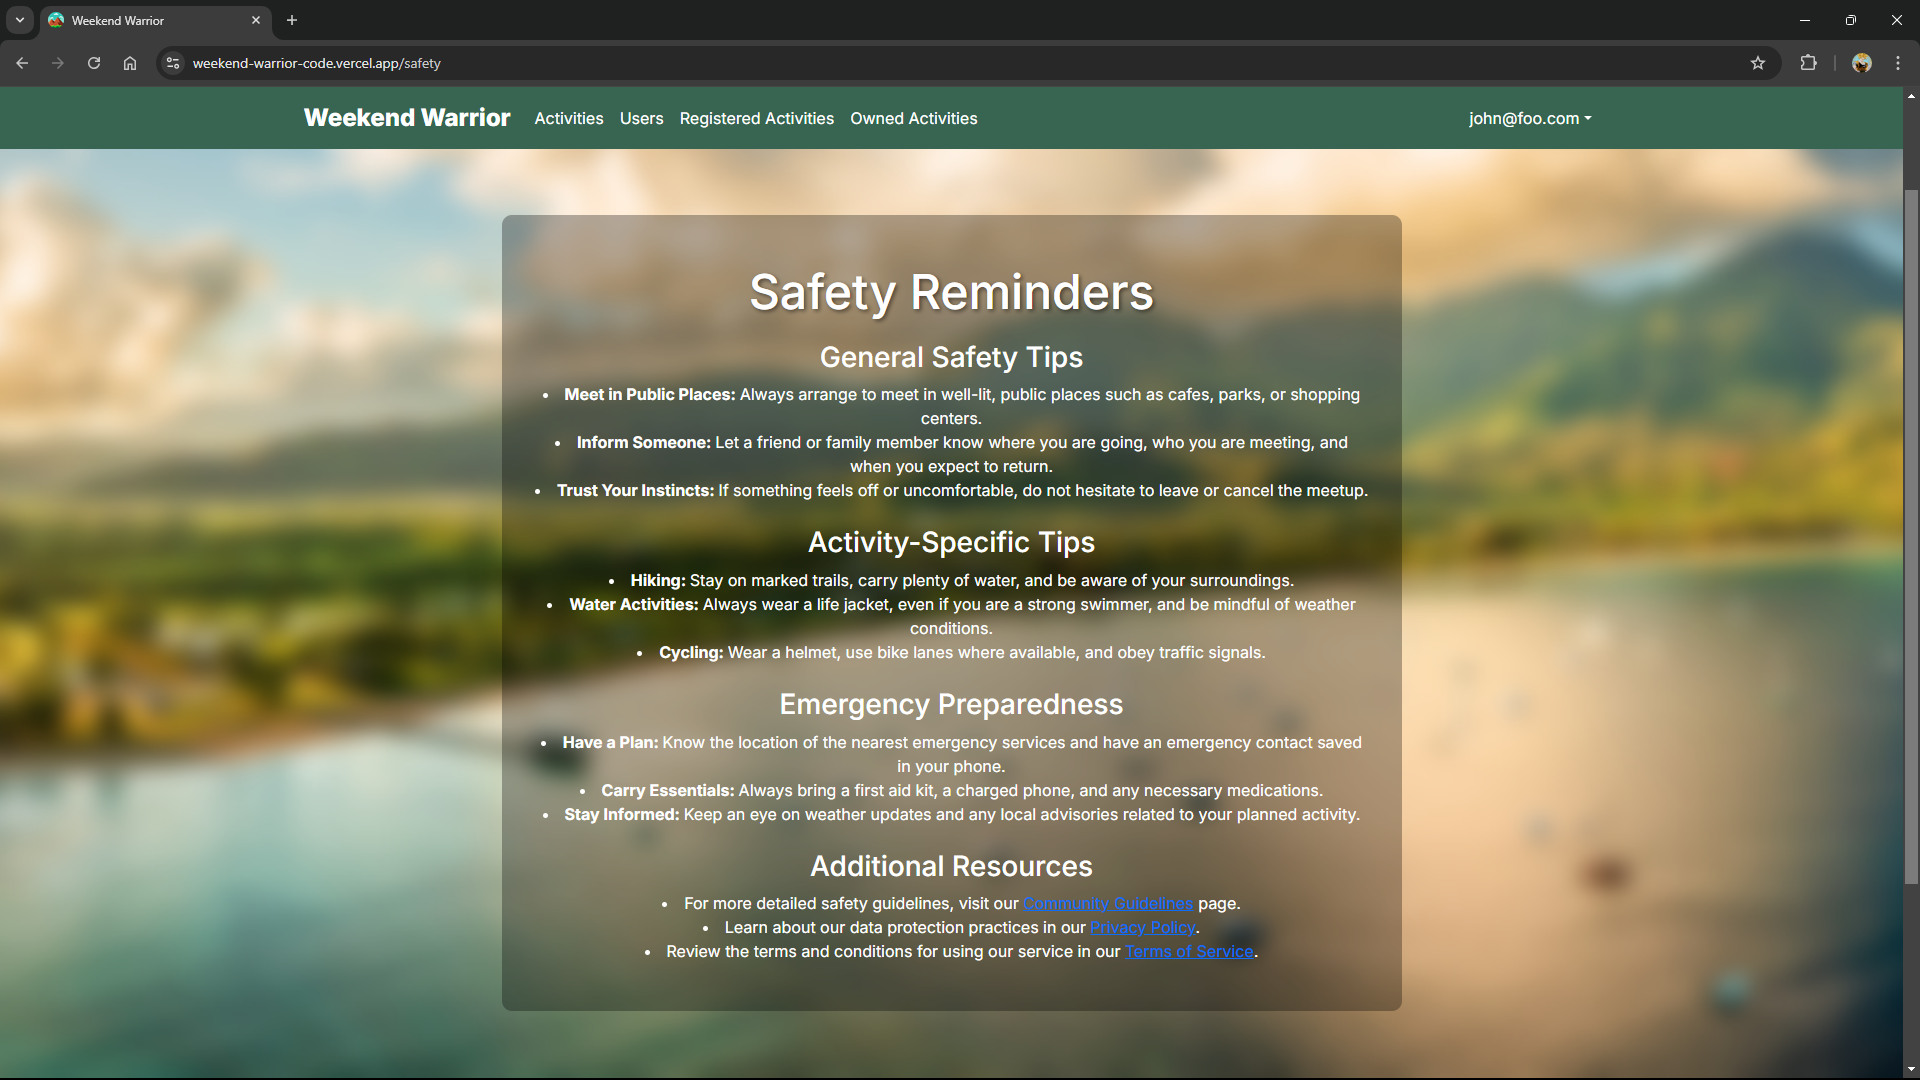 Weekend Warrior
weekend-warrior-code.vercel.app/safety
Weekend Warrior Activities Users Registered Activities Owned Activities john@foo.com
Safety Reminders
General Safety Tips
• Meet in Public Places: Always arrange to meet in well-lit, public places such as cafes, parks, or shopping
centers.
• Inform Someone: Let a friend or family member know where you are going, who you are meeting, and
when you expect to return.
• Trust Your Instincts: If something feels off or uncomfortable, do not hesitate to leave or cancel the meetup.
Activity-Specific Tips
• Hiking: Stay on marked trails, carry plenty of water, and be aware of your surroundings.
• Water Activities: Always wear a life jacket, even if you are a strong swimmer, and be mindful of weather
conditions.
• Cycling: Wear a helmet, use bike lanes where available, and obey traffic signals.
Emergency Preparedness
• Have a Plan: Know the location of the nearest emergency services and have an emergency contact saved
in your phone.
• Carry Essentials: Always bring a first aid kit, a charged phone, and any necessary medications.
• Stay Informed: Keep an eye on weather updates and any local advisories related to your planned activity.
Additional Resources
• For more detailed safety guidelines, visit our Community Guidelines page.
• Learn about our data protection practices in our Privacy Policy.
• Review the terms and conditions for using our service in our Terms of Service.